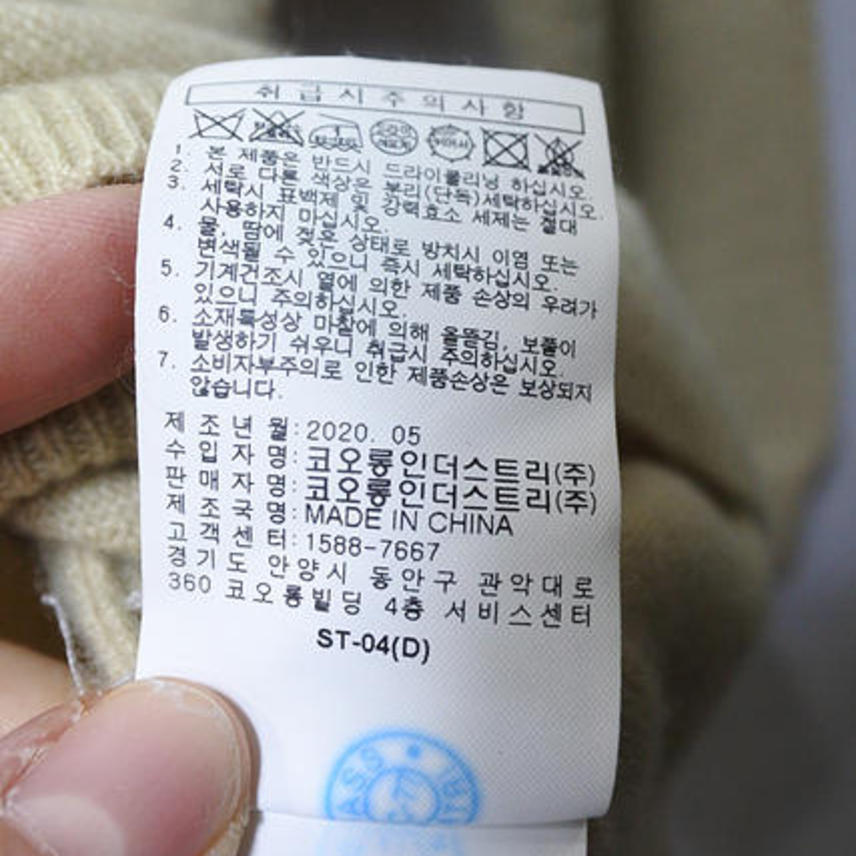 취급시주의사항
1. 본 제품은 반드시 드라이클리닝 하십시오.
2. 서로 다른 색상은 분리(단독)세탁하십시오.
3. 세탁시 표백제 및 강력효소 세제는 절대
사용하지 마십시오.
4. 물, 땀에 젖은 상태로 방치시 이염 또는
변색될 수 있으니 즉시 세탁하십시오.
5. 기계건조시 열에 의한 제품 손상의 우려가
있으니 주의하십시오.
6. 소재특성상 마찰에 의해 올뜯김, 보풀이
발생하기 쉬우니 취급시 주의하십시오.
7. 소비자부주의로 인한 제품손상은 보상되지
않습니다.
제조년월: 2020. 05
수입자명: 코오롱인더스트리(주)
판매자명: 코오롱인더스트리(주)
제조국명: MADE IN CHINA
고객센터: 1588-7667
경기도 안양시 동안구 관악대로
360 코오롱빌딩 4층 서비스센터
ST-04(D)